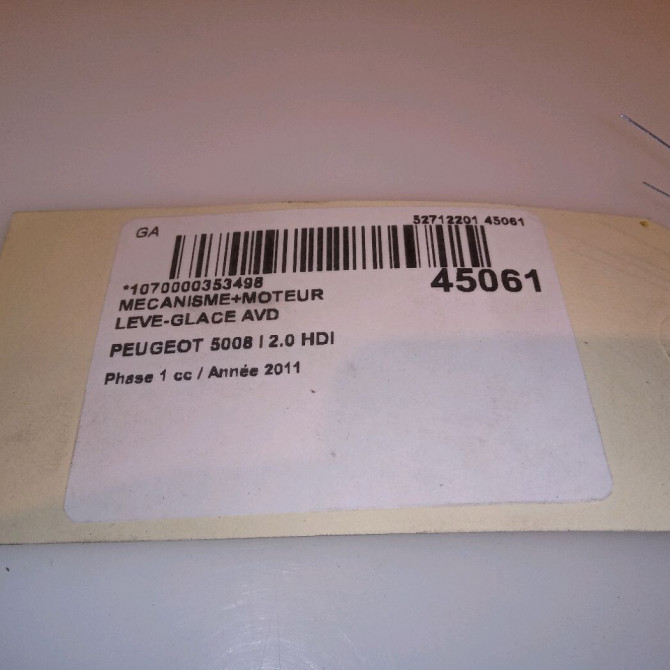 GA
52712201 45061
*1070000353498
45061
MECANISME+MOTEUR
LEVE-GLACE AVD
PEUGEOT 5008 I 2.0 HDI
Phase 1 cc / Année 2011